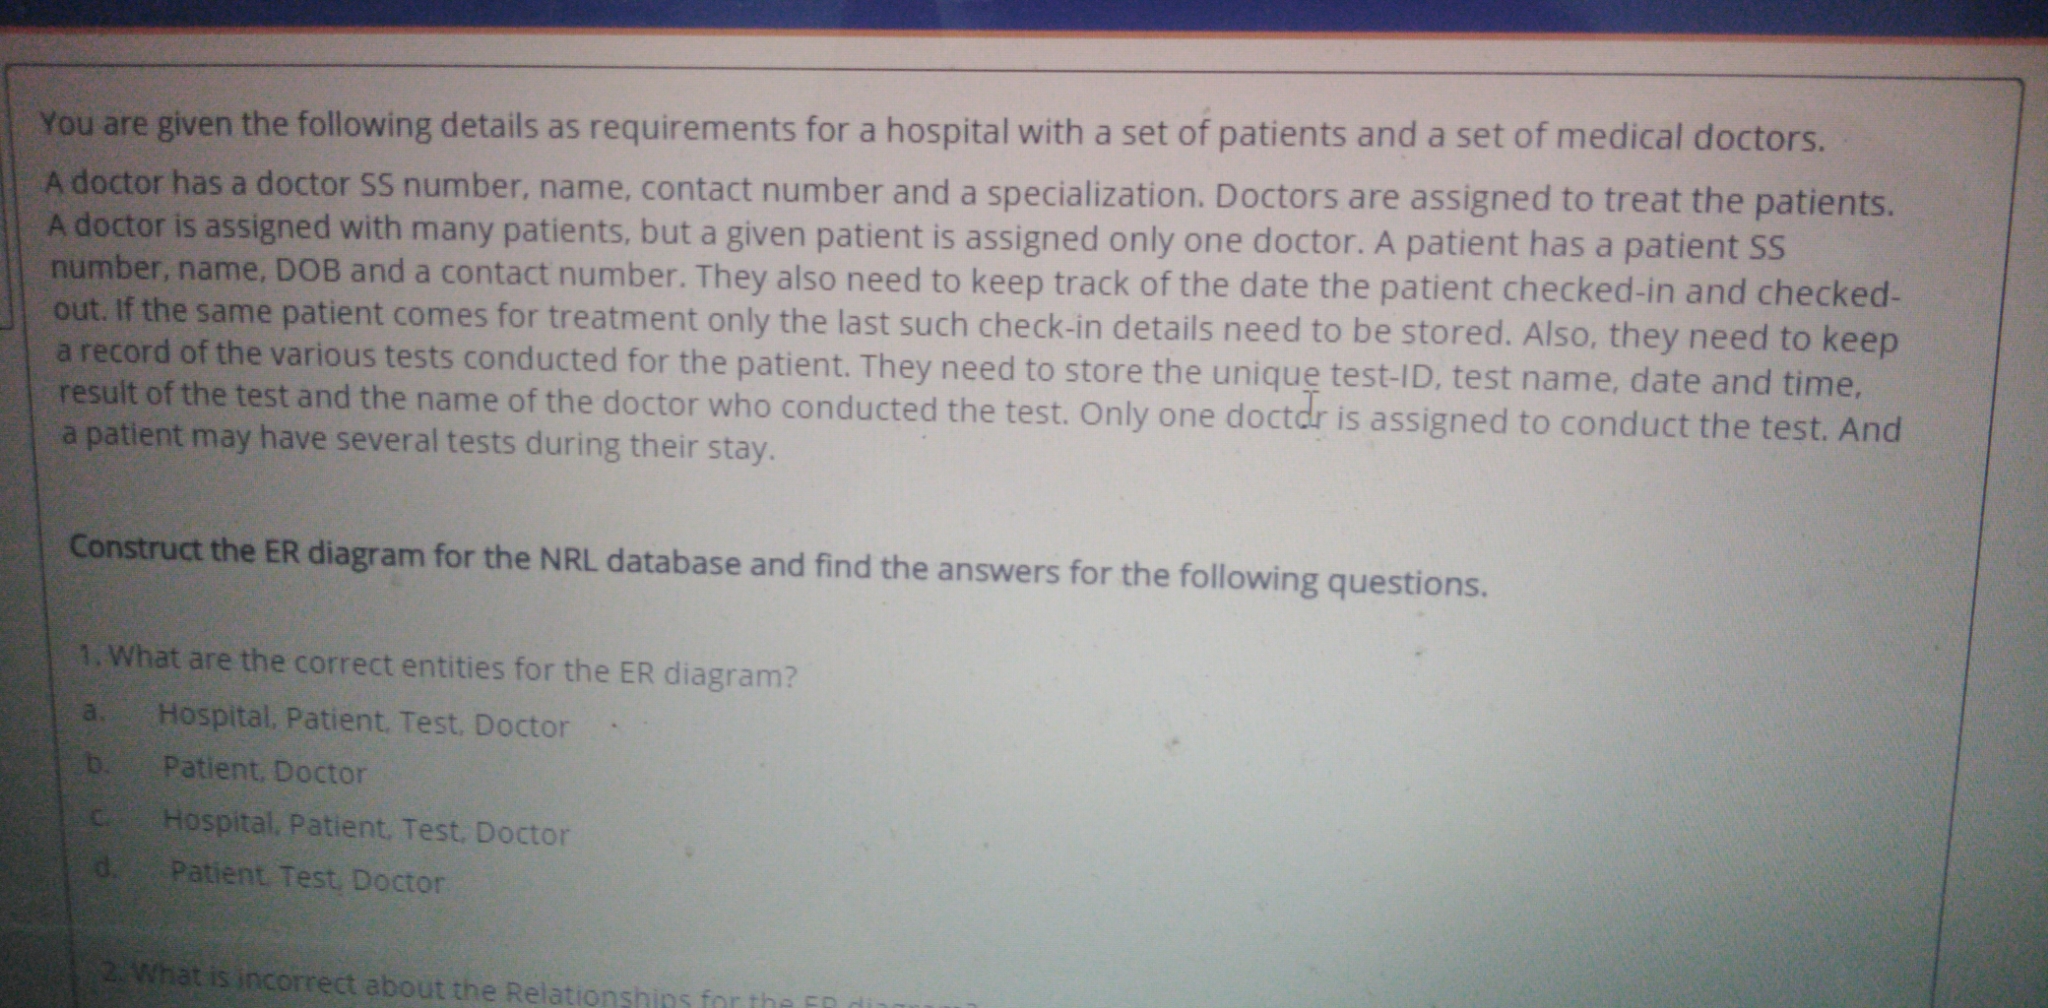 You are given the following details as requirements for a hospital with a set of patients and a set of medical doctors.
A doctor has a doctor SS number, name, contact number and a specialization. Doctors are assigned to treat the patients.
A doctor is assigned with many patients, but a given patient is assigned only one doctor. A patient has a patient SS
number, name, DOB and a contact number. They also need to keep track of the date the patient checked-in and checked-
out. If the same patient comes for treatment only the last such check-in details need to be stored. Also, they need to keep
a record of the various tests conducted for the patient. They need to store the unique test-ID, test name, date and time,
result of the test and the name of the doctor who conducted the test. Only one doctor is assigned to conduct the test. And
a patient may have several tests during their stay.
Construct the ER diagram for the NRL database and find the answers for the following questions.
1. What are the correct entities for the ER diagram?
a. Hospital, Patient, Test, Doctor
b. Patient, Doctor
c. Hospital, Patient, Test, Doctor
d. Patient, Test, Doctor
2. What is incorrect about the Relationships for the ER diagram?